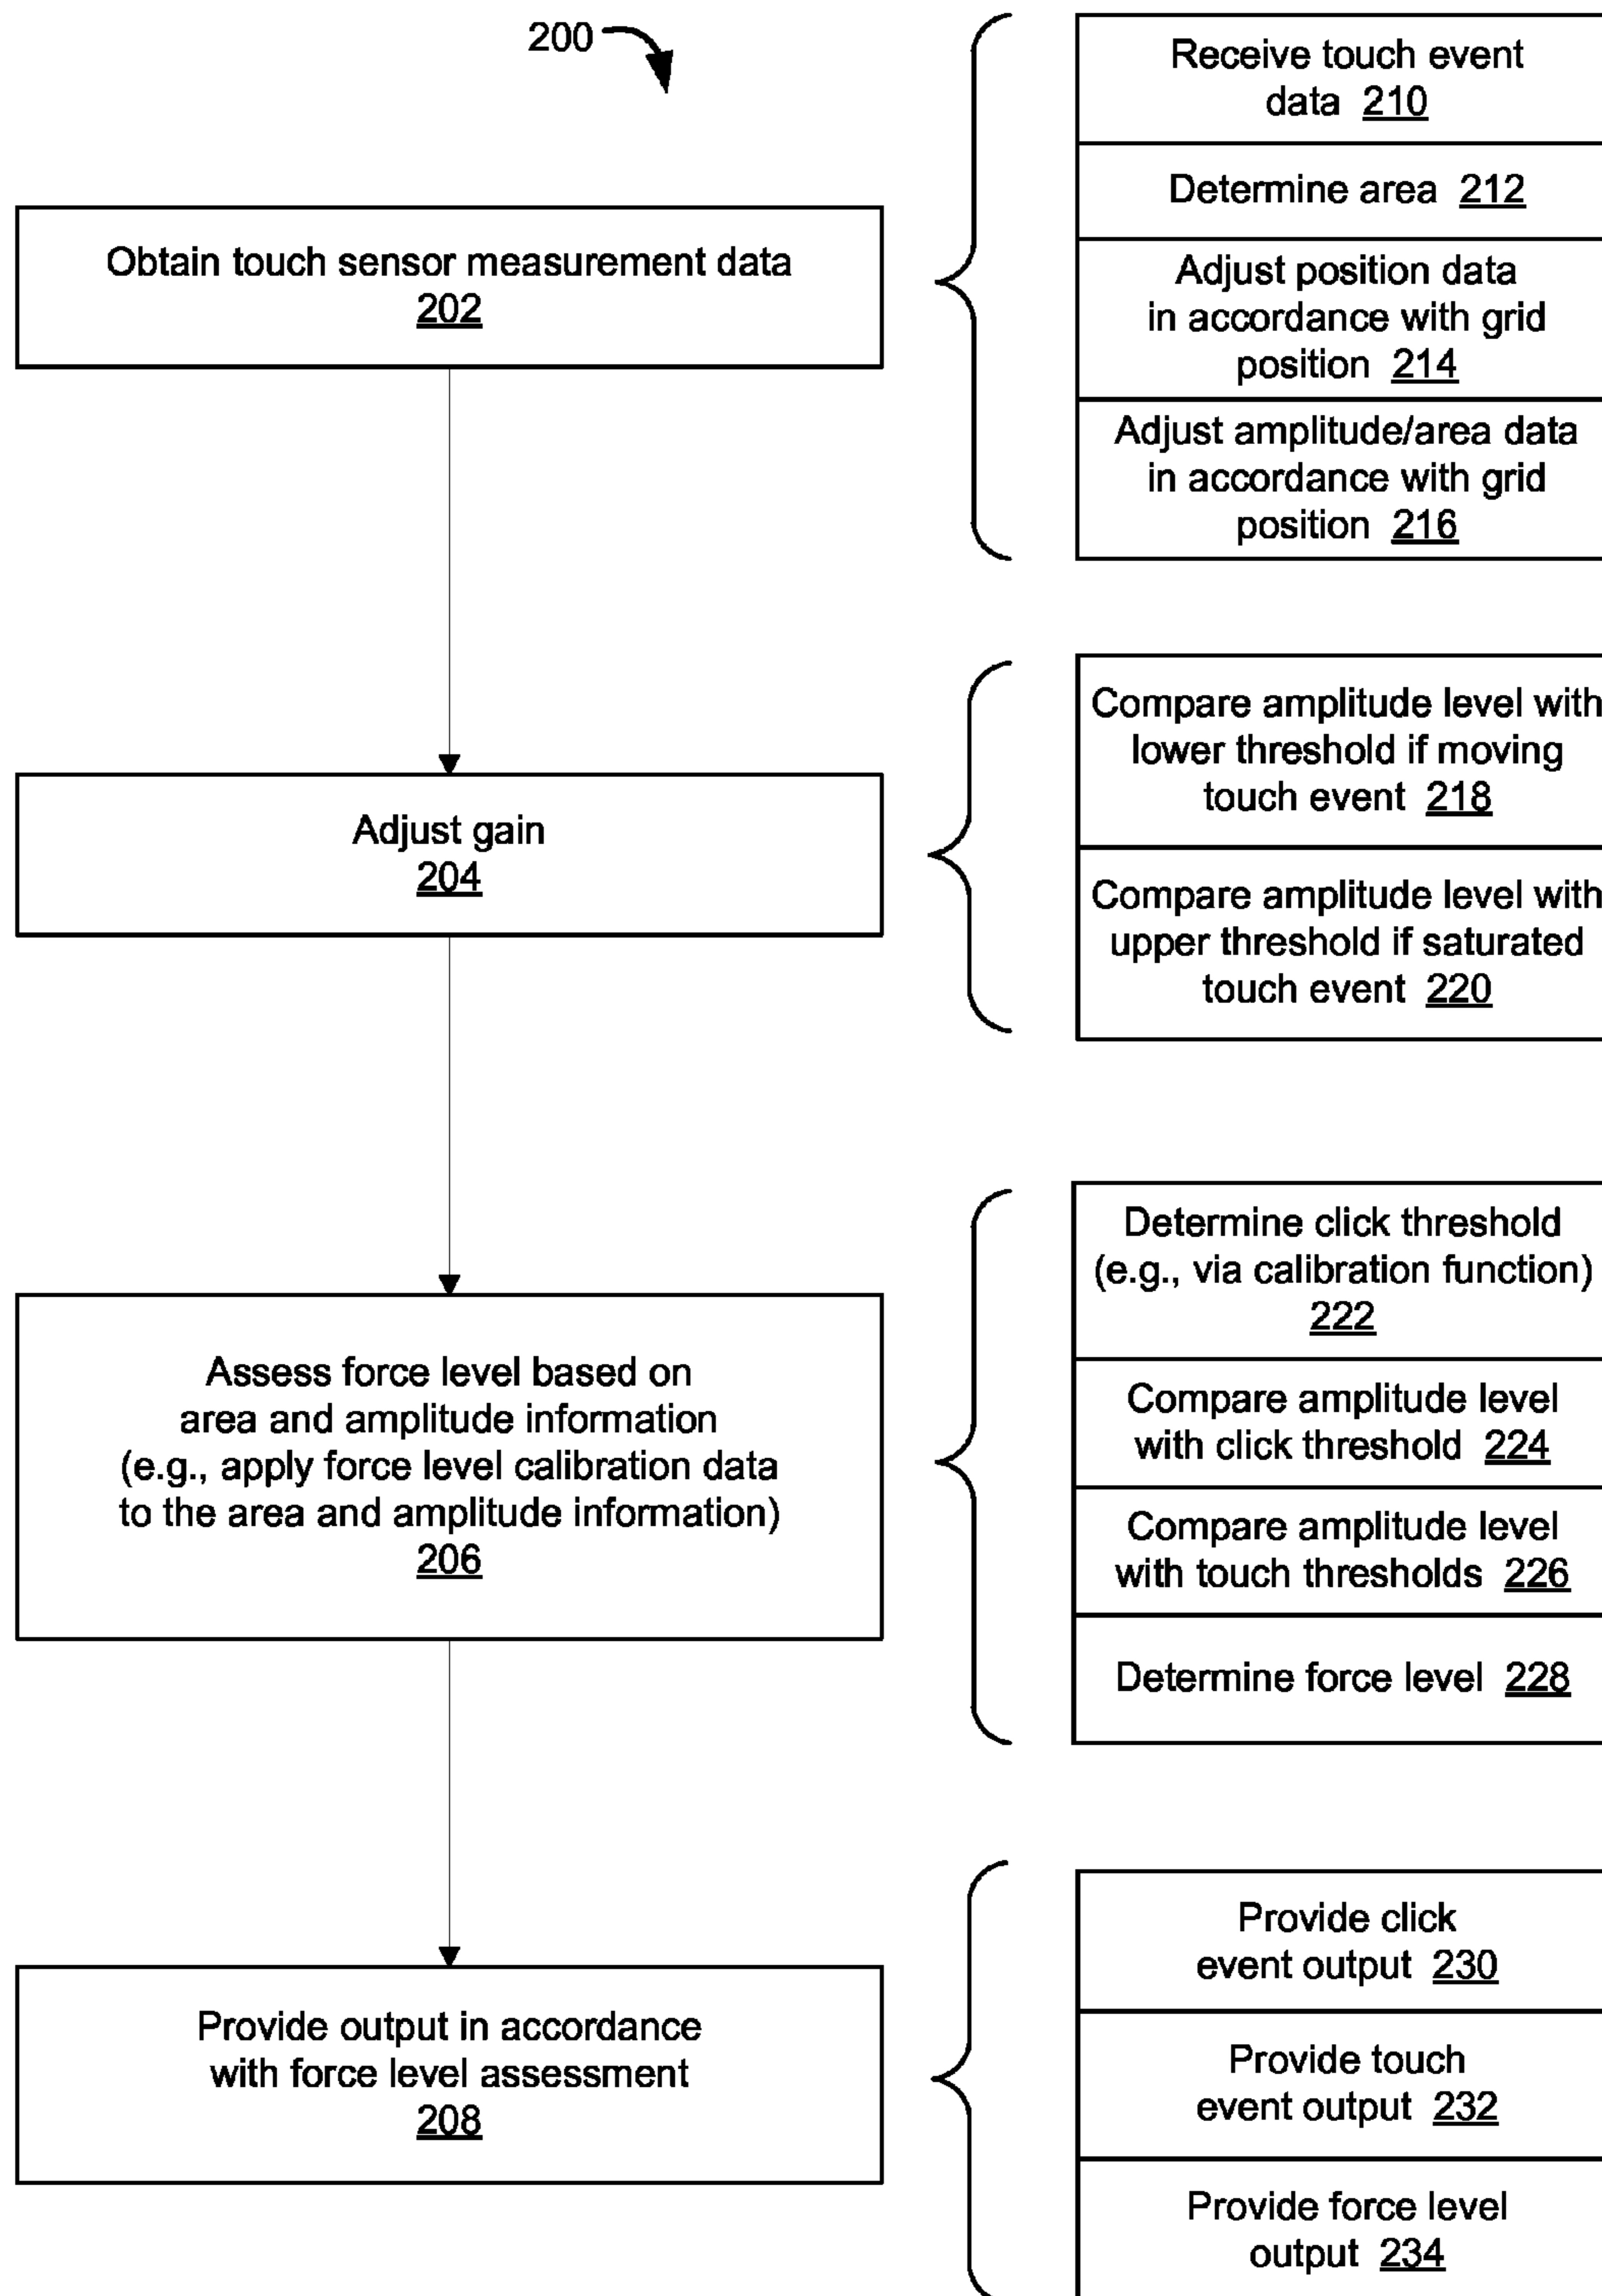 200
Receive touch event
data 210
Determine area 212
Adjust position data
in accordance with grid
position 214
Adjust amplitude/area data
in accordance with grid
position 216
Obtain touch sensor measurement data
202
Compare amplitude level with
lower threshold if moving
touch event 218
Compare amplitude level with
upper threshold if saturated
touch event 220
Adjust gain
204
Determine click threshold
(e.g., via calibration function)
222
Compare amplitude level
with click threshold 224
Compare amplitude level
with touch thresholds 226
Determine force level 228
Assess force level based on
area and amplitude information
(e.g., apply force level calibration data
to the area and amplitude information)
206
Provide click
event output 230
Provide touch
event output 232
Provide force level
output 234
Provide output in accordance
with force level assessment
208